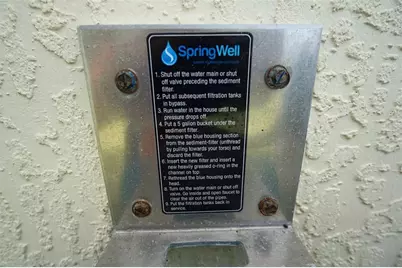 SpringWell
1. Shut off the water main or shut
off valve preceding the sediment
filter.
2. Put all subsequent filtration tanks
in bypass.
3. Run water in the house until the
pressure drops off.
4. Put a 5 gallon bucket under the
sediment filter.
5. Remove the blue housing section
from the sediment-filter (unthread
by pulling towards your torso) and
discard the filter.
6. Insert the new filter and insert a
new heavily greased o-ring in the
channel on top.
7. Rethread the blue housing onto the
head.
8. Turn on the water main or shut off
valve. Go inside and open faucet to
clear the air out of the pipes.
9. Put the filtration tanks back in
service.